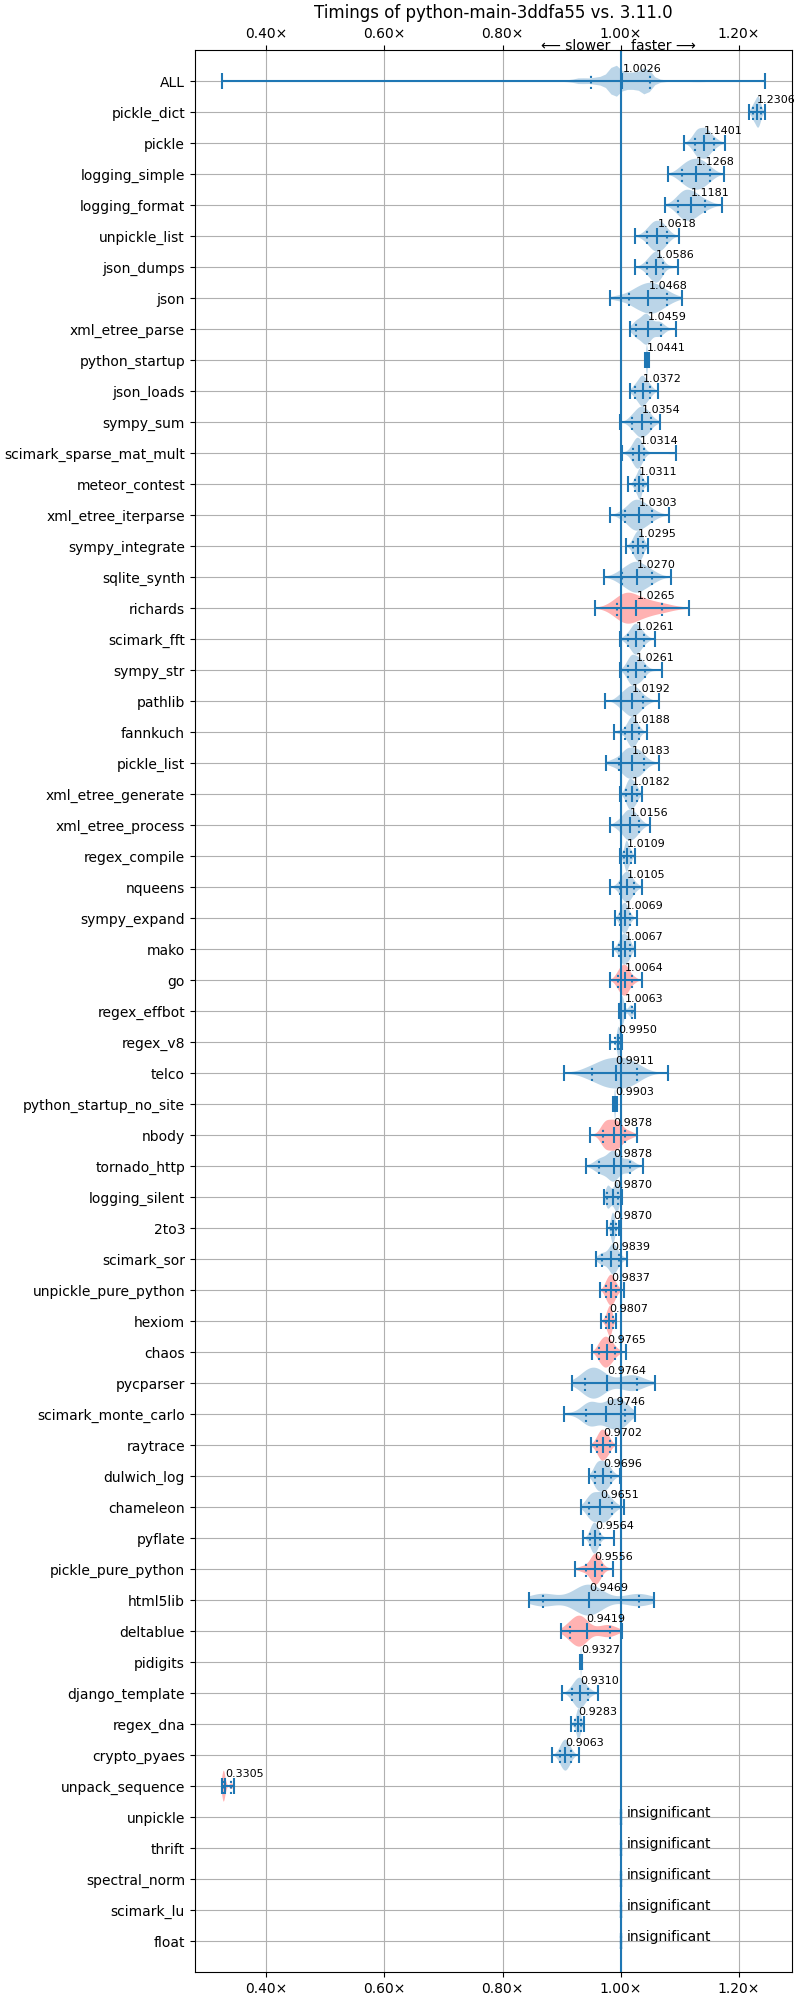 Timings of python-main-3ddfa55 vs. 3.11.0
0.40× 0.60× 0.80× 1.00× 1.20×
⟵ slower faster ⟶
ALL 1.0026
pickle_dict 1.2306
pickle 1.1401
logging_simple 1.1268
logging_format 1.1181
unpickle_list 1.0618
json_dumps 1.0586
json 1.0468
xml_etree_parse 1.0459
python_startup 1.0441
json_loads 1.0372
sympy_sum 1.0354
scimark_sparse_mat_mult 1.0314
meteor_contest 1.0311
xml_etree_iterparse 1.0303
sympy_integrate 1.0295
sqlite_synth 1.0270
richards 1.0265
scimark_fft 1.0261
sympy_str 1.0261
pathlib 1.0192
fannkuch 1.0188
pickle_list 1.0183
xml_etree_generate 1.0182
xml_etree_process 1.0156
regex_compile 1.0109
nqueens 1.0105
sympy_expand 1.0069
mako 1.0067
go 1.0064
regex_effbot 1.0063
regex_v8 0.9950
telco 0.9911
python_startup_no_site 0.9903
nbody 0.9878
tornado_http 0.9878
logging_silent 0.9870
2to3 0.9870
scimark_sor 0.9839
unpickle_pure_python 0.9837
hexiom 0.9807
chaos 0.9765
pycparser 0.9764
scimark_monte_carlo 0.9746
raytrace 0.9702
dulwich_log 0.9696
chameleon 0.9651
pyflate 0.9564
pickle_pure_python 0.9556
html5lib 0.9469
deltablue 0.9419
pidigits 0.9327
django_template 0.9310
regex_dna 0.9283
crypto_pyaes 0.9063
unpack_sequence 0.3305
unpickle insignificant
thrift insignificant
spectral_norm insignificant
scimark_lu insignificant
float insignificant
0.40× 0.60× 0.80× 1.00× 1.20×